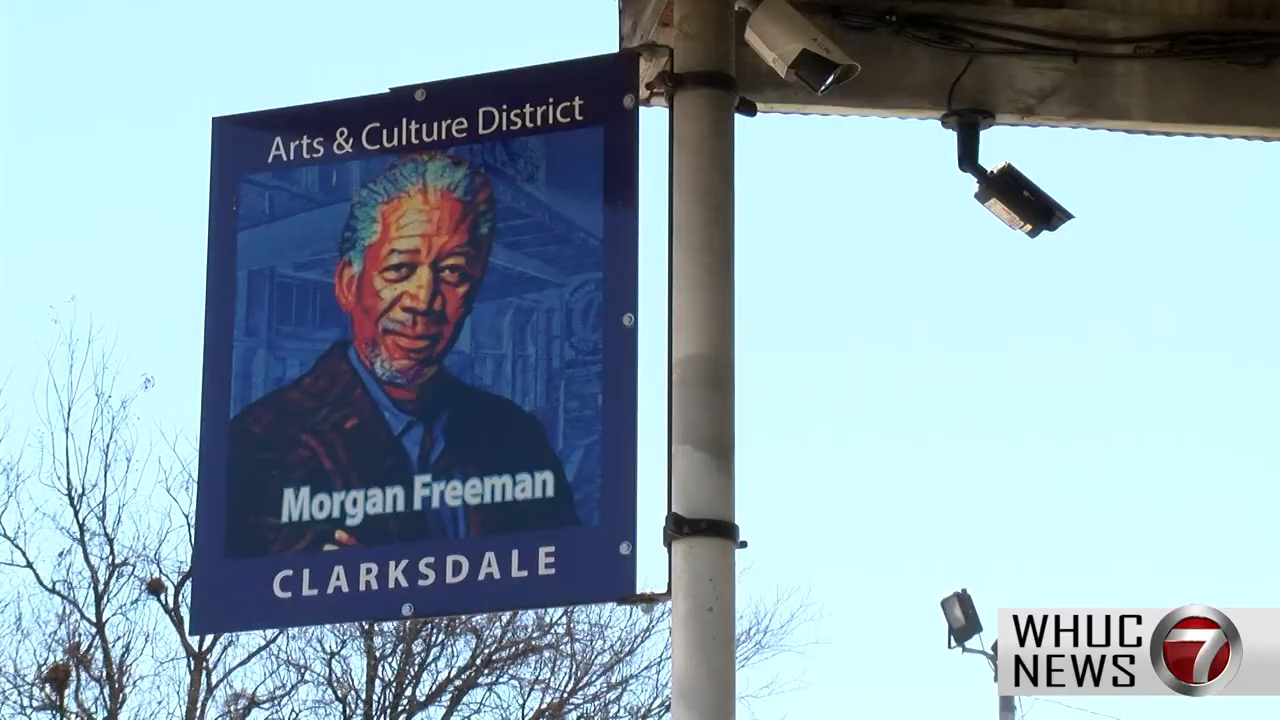 Arts & Culture District
Morgan Freeman
CLARKSDALE
WHUC
NEWS
7